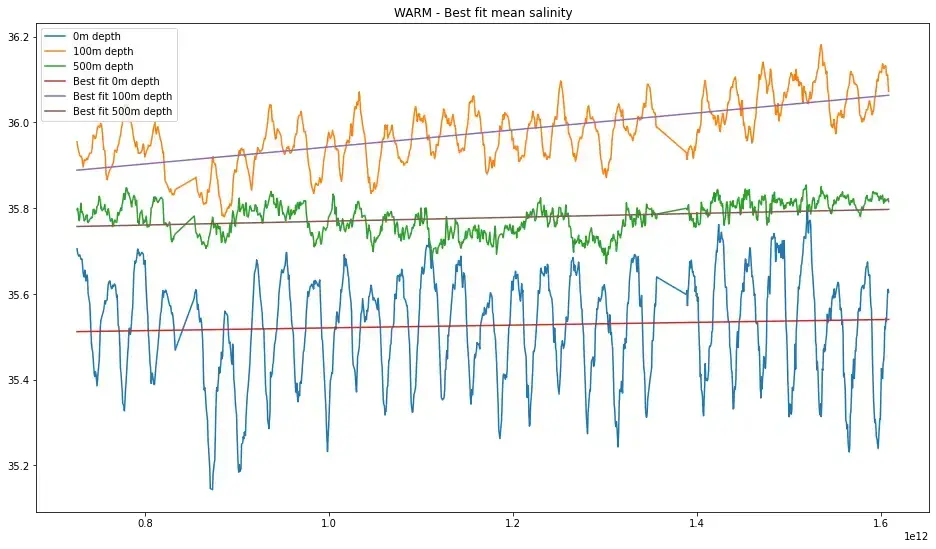 WARM - Best fit mean salinity
36.2
36.0
35.8
35.6
35.4
35.2
0m depth
100m depth
500m depth
Best fit 0m depth
Best fit 100m depth
Best fit 500m depth
0.8
1.0
1.2
1.4
1.6
1e12